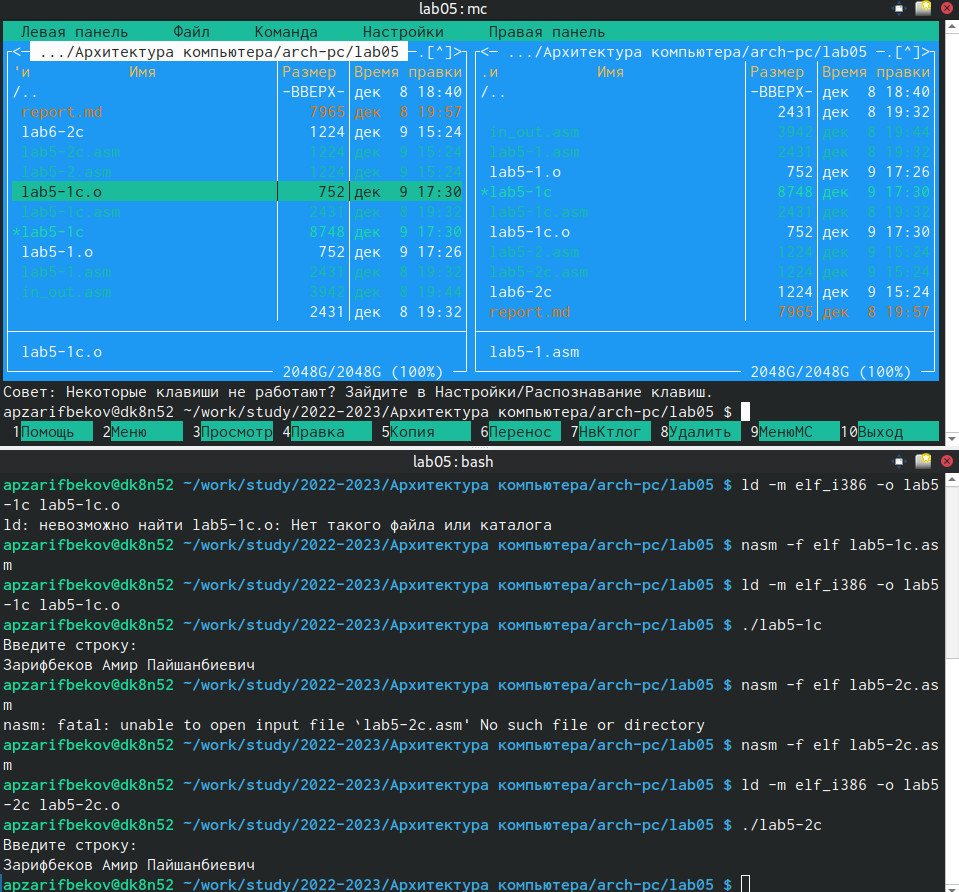 lab05:mc
Левая панель Файл Команда Настройки Правая панель
<— .../Архитектура компьютера/arch-pc/lab05 —.[^]> <— .../Архитектура компьютера/arch-pc/lab05 —.[^]>
'и Имя Размер Время правки .и Имя Размер Время правки
/.. -ВВЕРХ- дек 8 18:40 /.. -ВВЕРХ- дек 8 18:40
report.md 7965 дек 8 19:57 2431 дек 8 19:32
lab6-2c 1224 дек 9 15:24 in_out.asm 3942 дек 8 19:44
lab5-2c.asm 1224 дек 9 15:24 lab5-1.asm 2431 дек 8 19:32
lab5-2.asm 1224 дек 9 15:24 lab5-1.o 752 дек 9 17:26
lab5-1c.o 752 дек 9 17:30 *lab5-1c 8748 дек 9 17:30
lab5-1c.asm 2431 дек 8 19:32 lab5-1c.asm 2431 дек 8 19:32
*lab5-1c 8748 дек 9 17:30 lab5-1c.o 752 дек 9 17:30
lab5-1.o 752 дек 9 17:26 lab5-2.asm 1224 дек 9 15:24
lab5-1.asm 2431 дек 8 19:32 lab5-2c.asm 1224 дек 9 15:24
in_out.asm 3942 дек 8 19:44 lab6-2c 1224 дек 9 15:24
2431 дек 8 19:32 report.md 7965 дек 8 19:57
lab5-1c.o lab5-1.asm
2048G/2048G (100%) 2048G/2048G (100%)
Совет: Некоторые клавиши не работают? Зайдите в Настройки/Распознавание клавиш.
apzarifbekov@dk8n52 ~/work/study/2022-2023/Архитектура компьютера/arch-pc/lab05 $
1Помощь 2Меню 3Просмотр 4Правка 5Копия 6Перенос 7НвКтлог 8Удалить 9МенюМС 10Выход
lab05:bash
apzarifbekov@dk8n52 ~/work/study/2022-2023/Архитектура компьютера/arch-pc/lab05 $ ld -m elf_i386 -o lab5
-1c lab5-1c.o
ld: невозможно найти lab5-1c.o: Нет такого файла или каталога
apzarifbekov@dk8n52 ~/work/study/2022-2023/Архитектура компьютера/arch-pc/lab05 $ nasm -f elf lab5-1c.as
m
apzarifbekov@dk8n52 ~/work/study/2022-2023/Архитектура компьютера/arch-pc/lab05 $ ld -m elf_i386 -o lab5
-1c lab5-1c.o
apzarifbekov@dk8n52 ~/work/study/2022-2023/Архитектура компьютера/arch-pc/lab05 $ ./lab5-1c
Введите строку:
Зарифбеков Амир Пайшанбиевич
apzarifbekov@dk8n52 ~/work/study/2022-2023/Архитектура компьютера/arch-pc/lab05 $ nasm -f elf lab5-2c.as
m
nasm: fatal: unable to open input file `lab5-2c.asm' No such file or directory
apzarifbekov@dk8n52 ~/work/study/2022-2023/Архитектура компьютера/arch-pc/lab05 $ nasm -f elf lab5-2c.as
m
apzarifbekov@dk8n52 ~/work/study/2022-2023/Архитектура компьютера/arch-pc/lab05 $ ld -m elf_i386 -o lab5
-2c lab5-2c.o
apzarifbekov@dk8n52 ~/work/study/2022-2023/Архитектура компьютера/arch-pc/lab05 $ ./lab5-2c
Введите строку:
Зарифбеков Амир Пайшанбиевич
apzarifbekov@dk8n52 ~/work/study/2022-2023/Архитектура компьютера/arch-pc/lab05 $